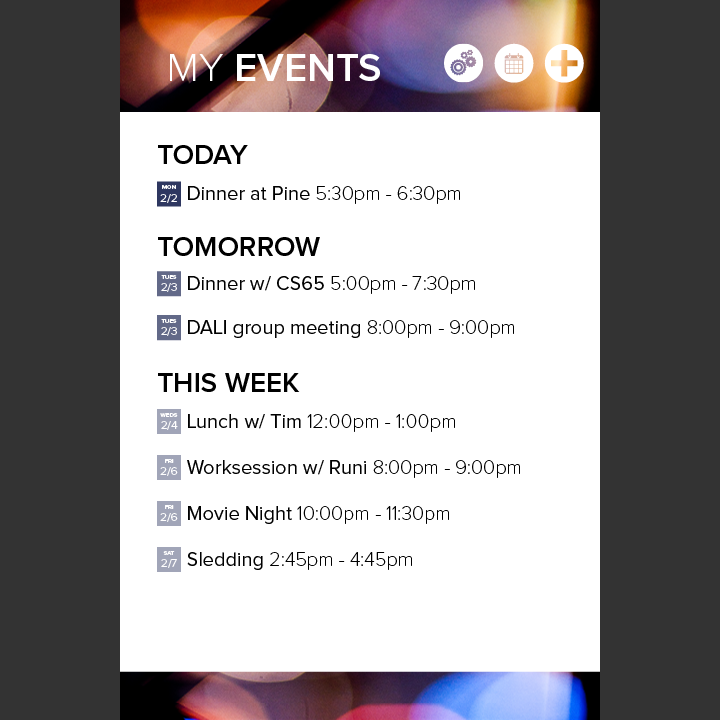 MY EVENTS
TODAY
MON
2/2
Dinner at Pine 5:30pm - 6:30pm
TOMORROW
TUES
2/3
Dinner w/ CS65 5:00pm - 7:30pm
TUES
2/3
DALI group meeting 8:00pm - 9:00pm
THIS WEEK
WEDS
2/4
Lunch w/ Tim 12:00pm - 1:00pm
FRI
2/6
Worksession w/ Runi 8:00pm - 9:00pm
FRI
2/6
Movie Night 10:00pm - 11:30pm
SAT
2/7
Sledding 2:45pm - 4:45pm